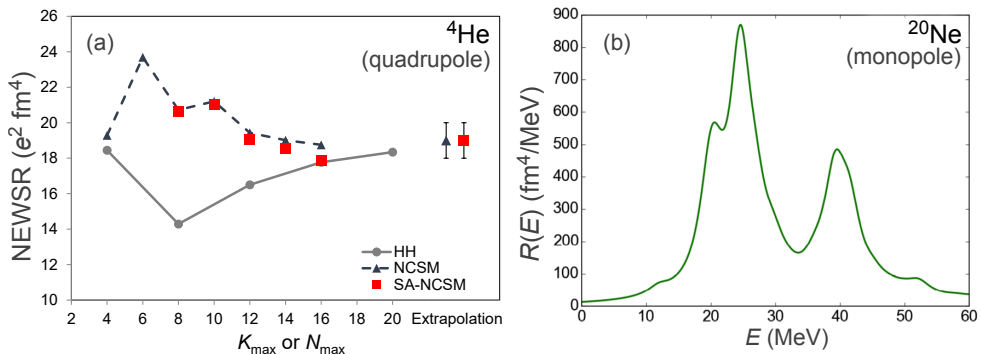 (a)
⁴He
(quadrupole)
NEWSR (e² fm⁴)
26
24
22
20
18
16
14
12
10
HH
NCSM
SA-NCSM
2 4 6 8 10 12 14 16 18 20 Extrapolation
Kmax or Nmax
(b)
²⁰Ne
(monopole)
R(E) (fm⁴/MeV)
900
800
700
600
500
400
300
200
100
0
0 10 20 30 40 50 60
E (MeV)